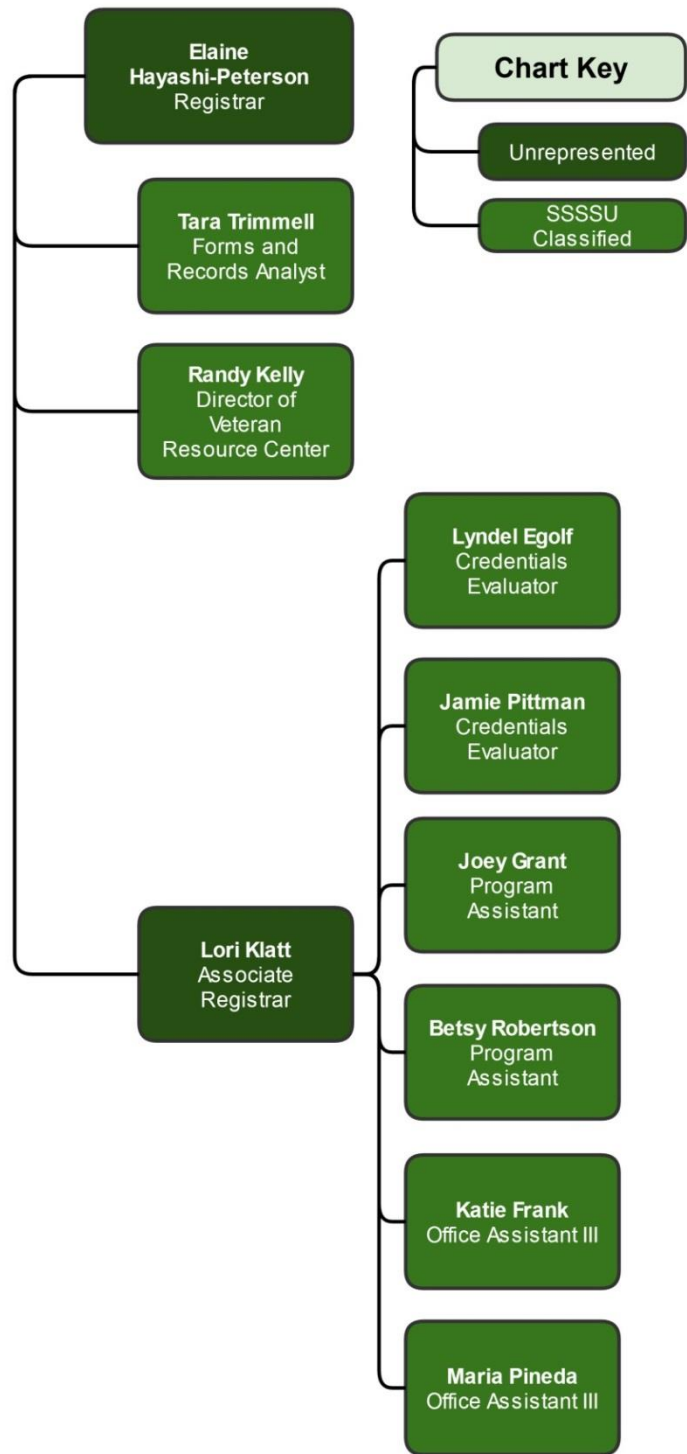 Elaine
Hayashi-Peterson
Registrar
Chart Key
Unrepresented
SSSSU
Classified
Tara Trimmell
Forms and
Records Analyst
Randy Kelly
Director of
Veteran
Resource Center
Lori Klatt
Associate
Registrar
Lyndel Egolf
Credentials
Evaluator
Jamie Pittman
Credentials
Evaluator
Joey Grant
Program
Assistant
Betsy Robertson
Program
Assistant
Katie Frank
Office Assistant III
Maria Pineda
Office Assistant III